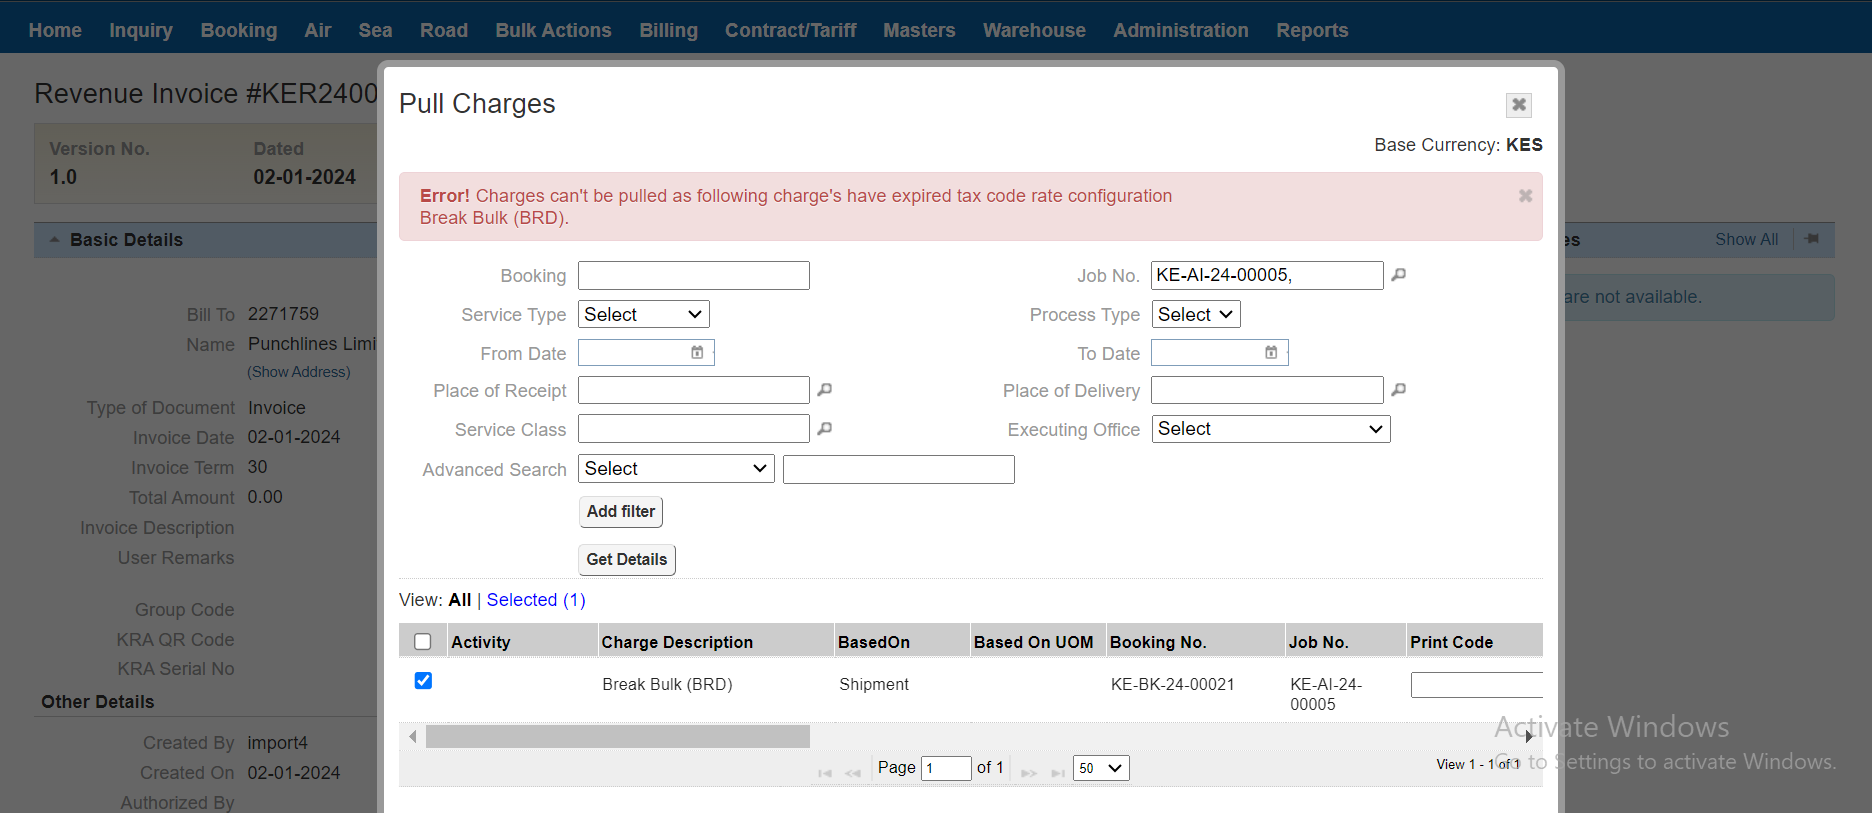 Home Inquiry Booking Air Sea Road Bulk Actions Billing Contract/Tariff Masters Warehouse Administration Reports
Revenue Invoice #KER2400
Version No. Dated
1.0 02-01-2024
Basic Details
Bill To 2271759
Name Punchlines Limi
(Show Address)
Type of Document Invoice
Invoice Date 02-01-2024
Invoice Term 30
Total Amount 0.00
Invoice Description
User Remarks
Group Code
KRA QR Code
KRA Serial No
Other Details
Created By import4
Created On 02-01-2024
Authorized By
Pull Charges
Base Currency: KES
Error! Charges can't be pulled as following charge's have expired tax code rate configuration
Break Bulk (BRD).
Booking Job No. KE-AI-24-00005,
Service Type Select Process Type Select
From Date To Date
Place of Receipt Place of Delivery
Service Class Executing Office Select
Advanced Search Select
Add filter
Get Details
View: All | Selected (1)
Activity Charge Description BasedOn Based On UOM Booking No. Job No. Print Code
Break Bulk (BRD) Shipment KE-BK-24-00021 KE-AI-24-
00005
Page 1 of 1 50 View 1 - 1 of 1
es Show All
are not available.
Activate Windows
Go to Settings to activate Windows.